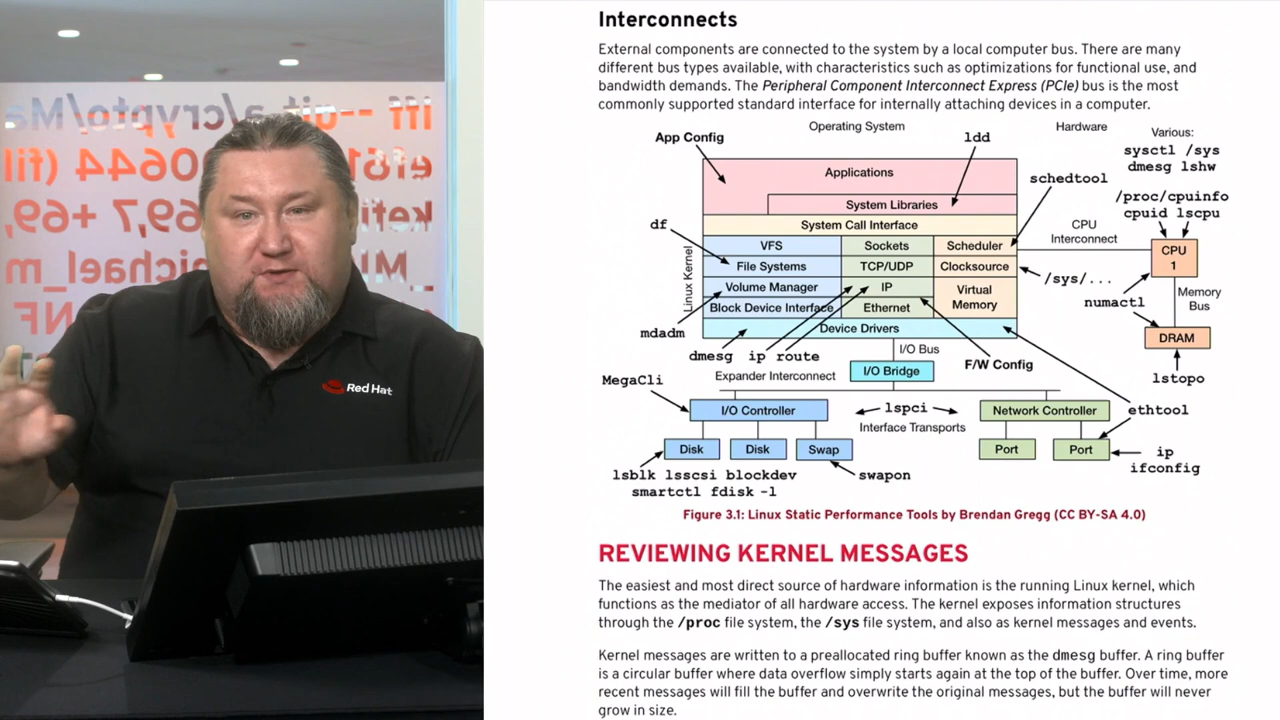 Interconnects
External components are connected to the system by a local computer bus. There are many
different bus types available, with characteristics such as optimizations for functional use, and
bandwidth demands. The Peripheral Component Interconnect Express (PCIe) bus is the most
commonly supported standard interface for internally attaching devices in a computer.
Operating System
Hardware
Various:
App Config
ldd
sysctl /sys
dmesg lshw
Applications
schedtool
/proc/cpuinfo
cpuid lscpu
System Libraries
System Call Interface
df
CPU
Interconnect
VFS
Sockets
Scheduler
CPU
1
File Systems
TCP/UDP
Clocksource
/sys/...
Linux Kernel
Volume Manager
IP
Virtual
Memory
numactl
Memory
Bus
Block Device Interface
Ethernet
mdadm
Device Drivers
DRAM
dmesg
ip
route
I/O Bus
F/W Config
MegaCli
Expander Interconnect
I/O Bridge
lstopo
I/O Controller
lspci
Network Controller
ethtool
Interface Transports
Disk
Disk
Swap
Port
Port
ip
ifconfig
lsblk lsscsi blockdev
smartctl fdisk -l
swapon
Figure 3.1: Linux Static Performance Tools by Brendan Gregg (CC BY-SA 4.0)
REVIEWING KERNEL MESSAGES
The easiest and most direct source of hardware information is the running Linux kernel, which
functions as the mediator of all hardware access. The kernel exposes information structures
through the /proc file system, the /sys file system, and also as kernel messages and events.
Kernel messages are written to a preallocated ring buffer known as the dmesg buffer. A ring buffer
is a circular buffer where data overflow simply starts again at the top of the buffer. Over time, more
recent messages will fill the buffer and overwrite the original messages, but the buffer will never
grow in size.
Red Hat